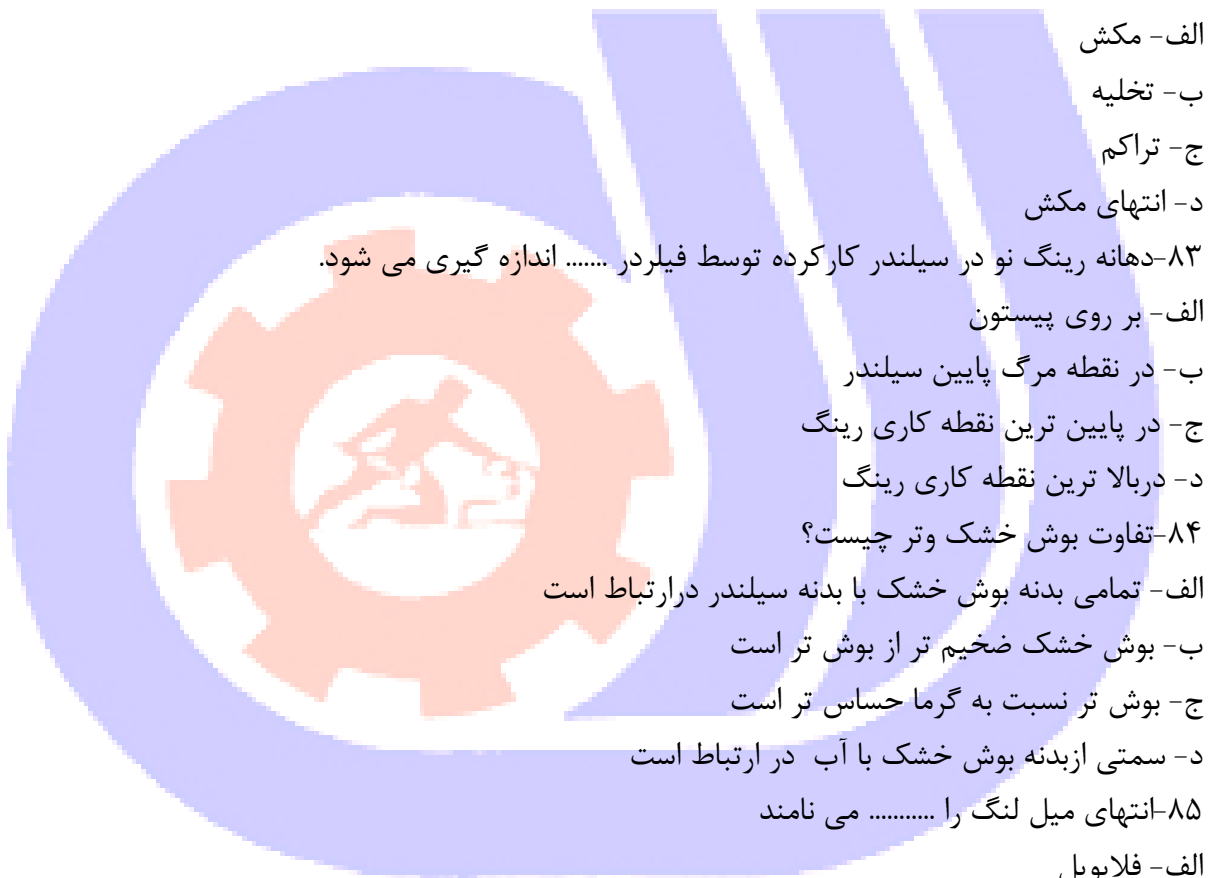 الف- مکش
ب- تخلیه
ج- تراکم
د- انتهای مکش
۸۳-دهانه رینگ نو در سیلندر کارکرده توسط فیلردر ....... اندازه گیری می شود.
الف- بر روی پیستون
ب- در نقطه مرگ پایین سیلندر
ج- در پایین ترین نقطه کاری رینگ
د- دربالا ترین نقطه کاری رینگ
۸۴-تفاوت بوش خشک وتر چیست؟
الف- تمامی بدنه بوش خشک با بدنه سیلندر درارتباط است
ب- بوش خشک ضخیم تر از بوش تر است
ج- بوش تر نسبت به گرما حساس تر است
د- سمتی ازبدنه بوش خشک با آب در ارتباط است
۸۵-انتهای میل لنگ را ........... می نامند
الف- فلایویل